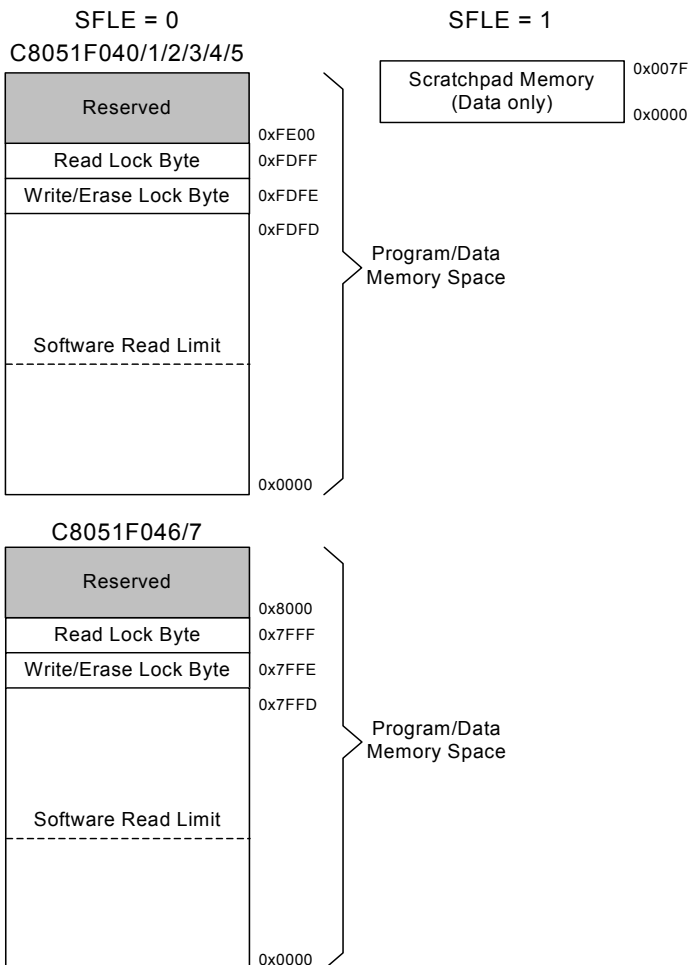 SFLE = 0
SFLE = 1
C8051F040/1/2/3/4/5
Reserved
0xFE00
Read Lock Byte
0xFDFF
Write/Erase Lock Byte
0xFDFE
0xFDFD
Program/Data
Memory Space
Software Read Limit
0x0000
Scratchpad Memory
(Data only)
0x007F
0x0000
C8051F046/7
Reserved
0x8000
Read Lock Byte
0x7FFF
Write/Erase Lock Byte
0x7FFE
0x7FFD
Program/Data
Memory Space
Software Read Limit
0x0000